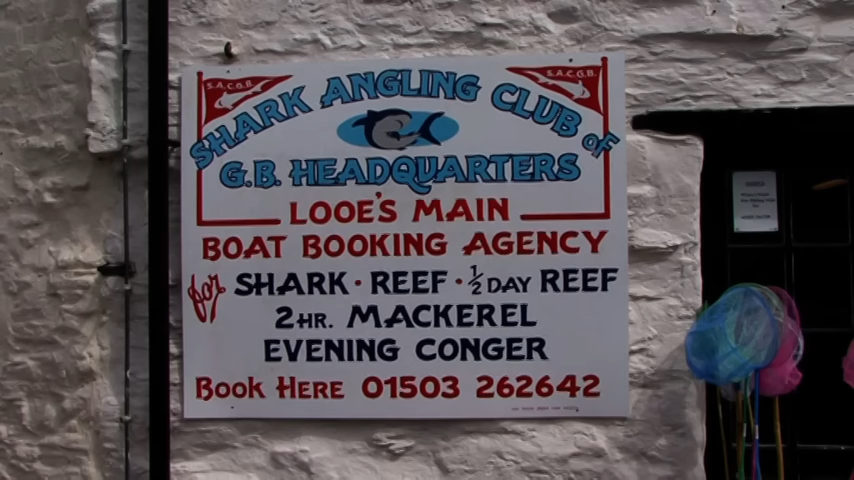 S.A.C.G.B. S.A.C.G.B.
SHARK ANGLING CLUB OF
G.B. HEADQUARTERS
LOOE'S MAIN
BOAT BOOKING AGENCY
for SHARK · REEF · ½ DAY REEF
2HR. MACKEREL
EVENING CONGER
BOOK HERE 01503 262642